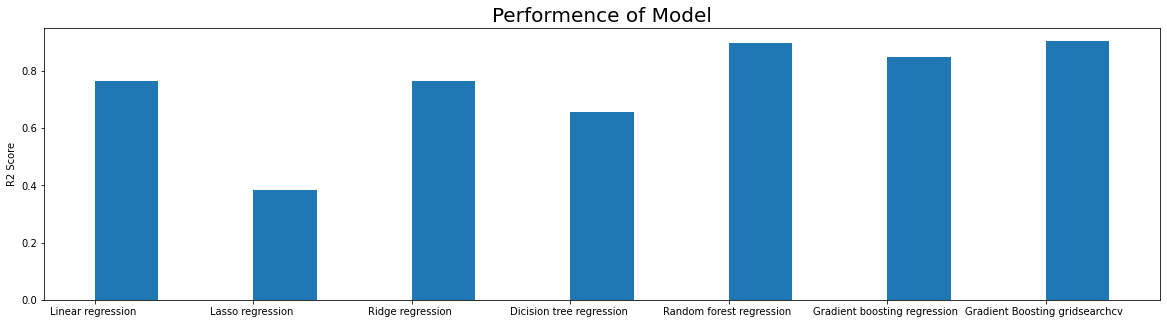 Performence of Model
R2 Score
0.8
0.6
0.4
0.2
0.0
Linear regression
Lasso regression
Ridge regression
Dicision tree regression
Random forest regression
Gradient boosting regression
Gradient Boosting gridsearchcv